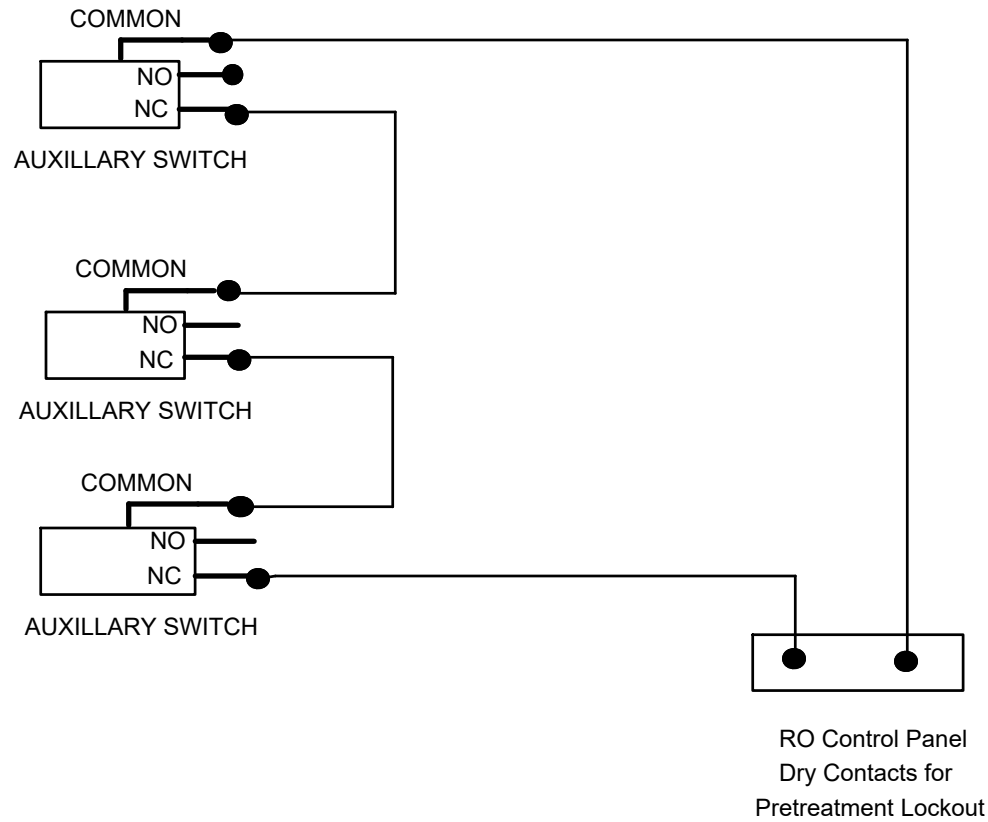 COMMON
NO
NC
AUXILLARY SWITCH
COMMON
NO
NC
AUXILLARY SWITCH
COMMON
NO
NC
AUXILLARY SWITCH
RO Control Panel
Dry Contacts for
Pretreatment Lockout